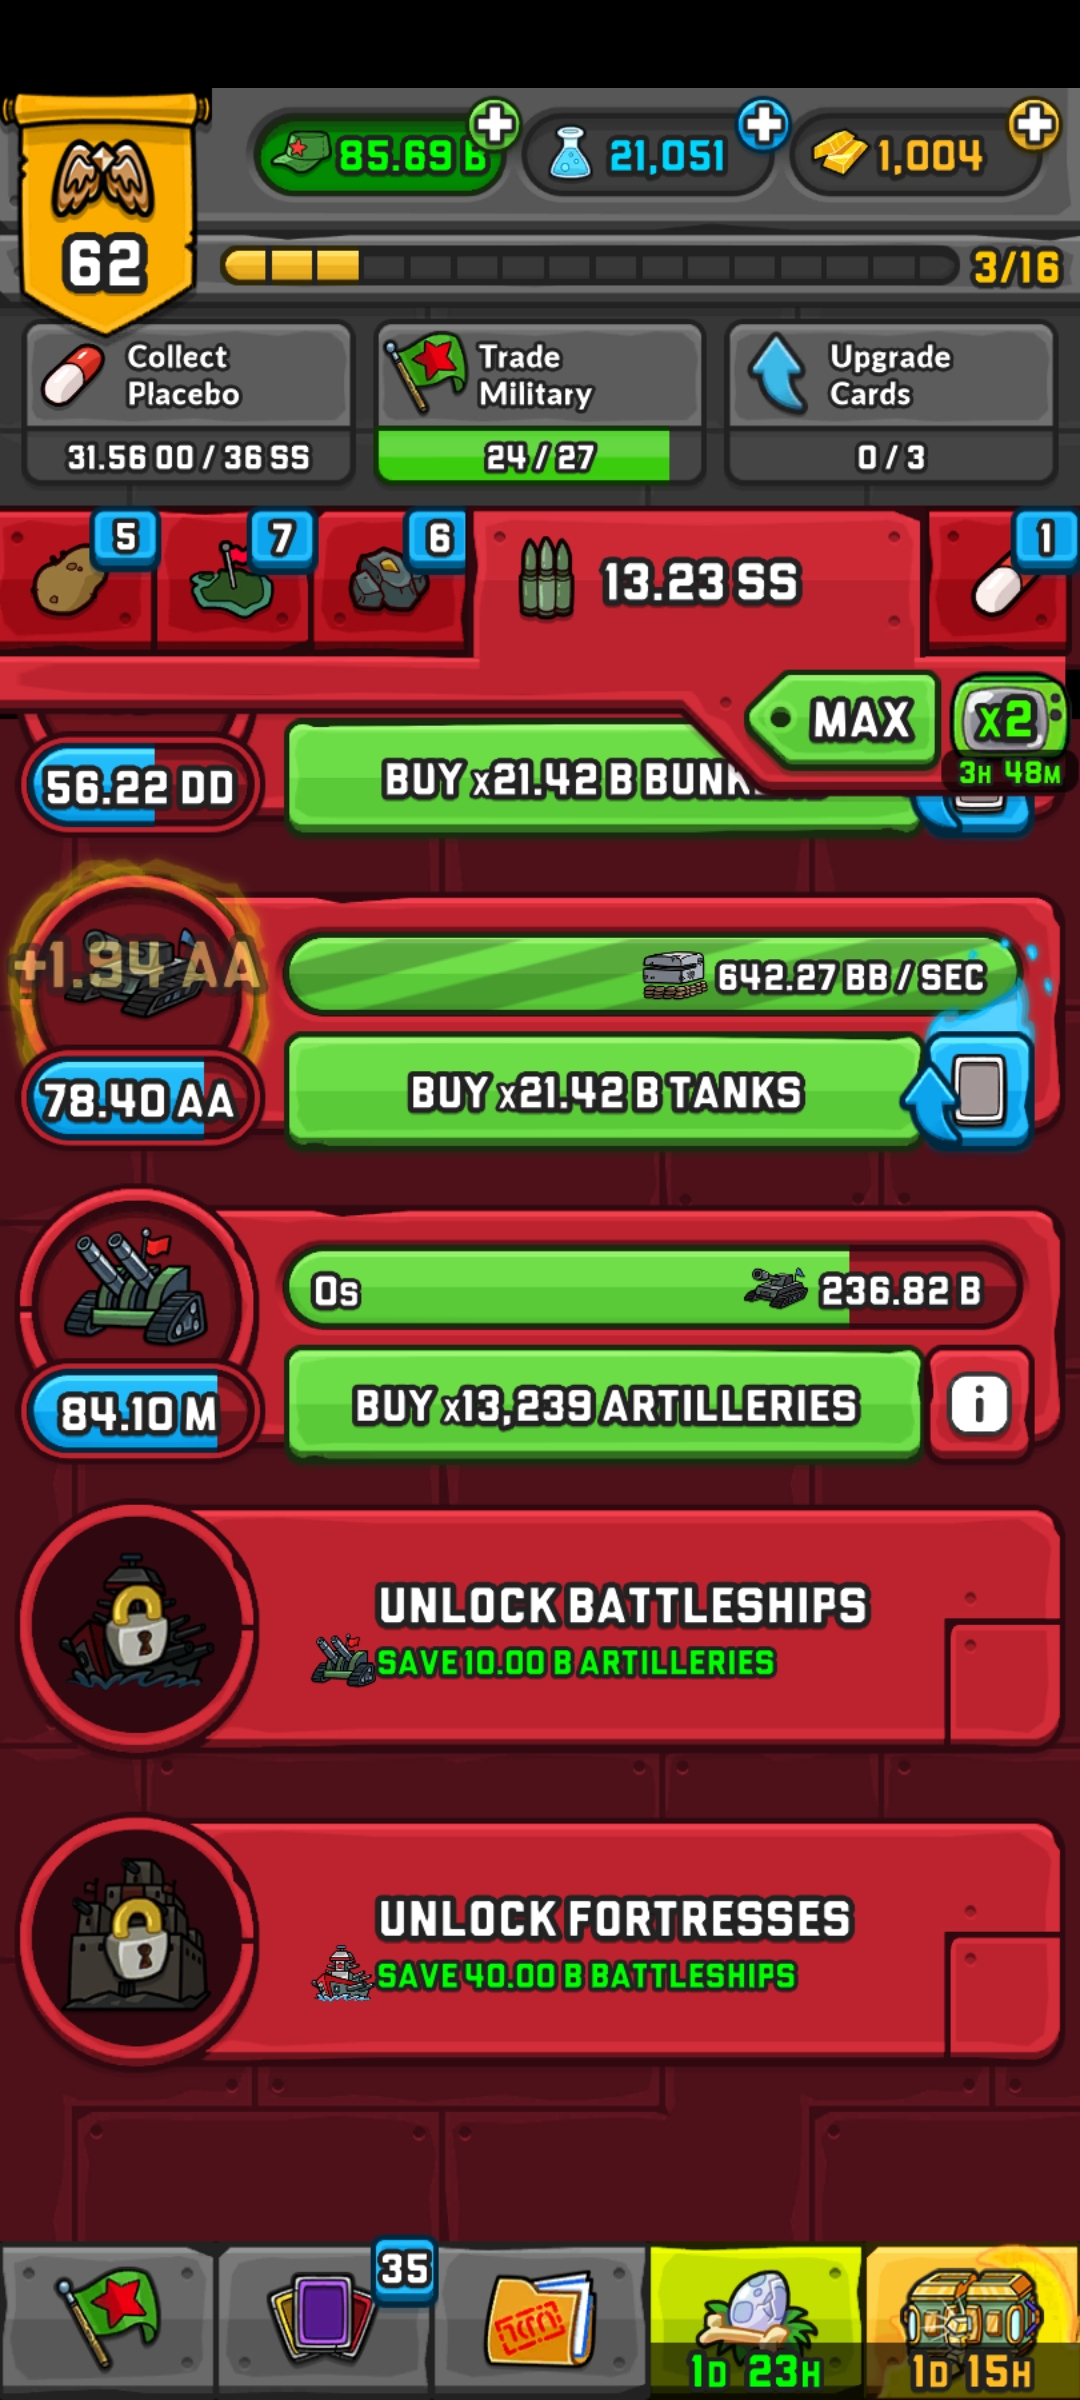 85.69 B
21,051
1,004
62
3/16
Collect
Placebo
31.56 OO / 36 SS
Trade
Military
24 / 27
Upgrade
Cards
0 / 3
5
7
6
13.23 SS
1
MAX
x2
3H 48M
56.22 DD
BUY x21.42 B
+1.94 AA
642.27 BB / SEC
78.40 AA
BUY x21.42 B TANKS
0s
236.82 B
84.10 M
BUY x13,239 ARTILLERIES
i
UNLOCK BATTLESHIPS
SAVE 10.00 B ARTILLERIES
UNLOCK FORTRESSES
SAVE 40.00 B BATTLESHIPS
35
1D 23H
1D 15H